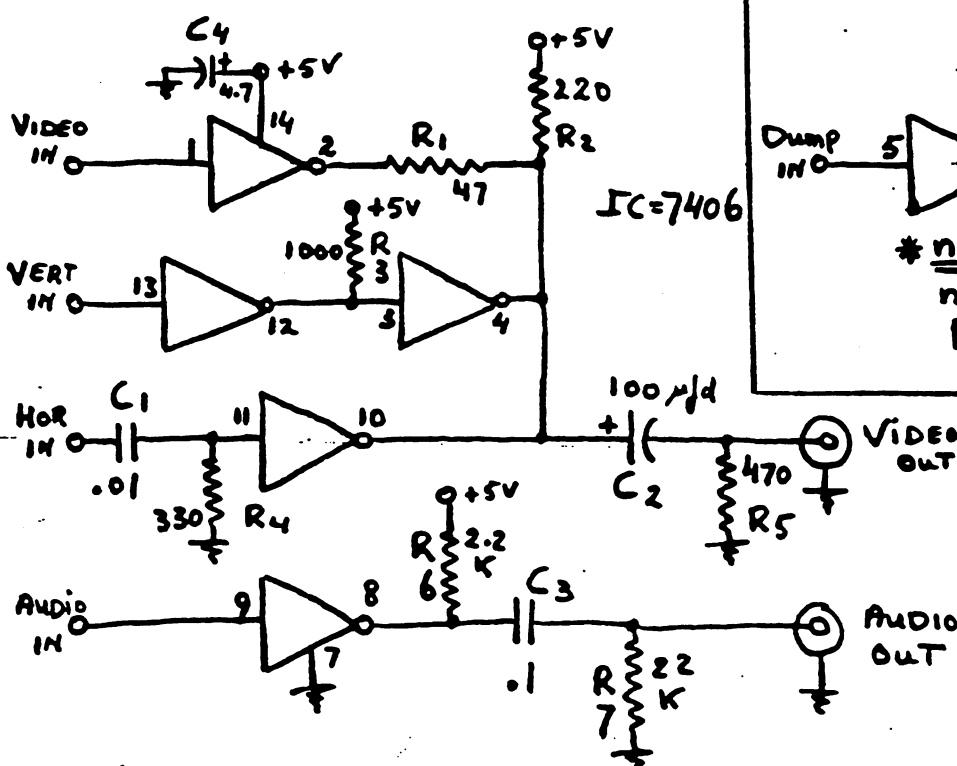 C4
+
4.7
+5V
+5V
220
R2
VIDEO
IN
1
14
2
R1
47
IC=7406
Dump
IN
5
+5V
1000
R
3
VERT
IN
13
12
3
4
*
HOR
IN
C1
.01
11
10
330
R4
100 µfd
+
C2
470
R5
VIDEO
OUT
+5V
R
6
2.2
K
AUDIO
IN
9
8
7
C3
.1
R
7
22
K
AUDIO
OUT